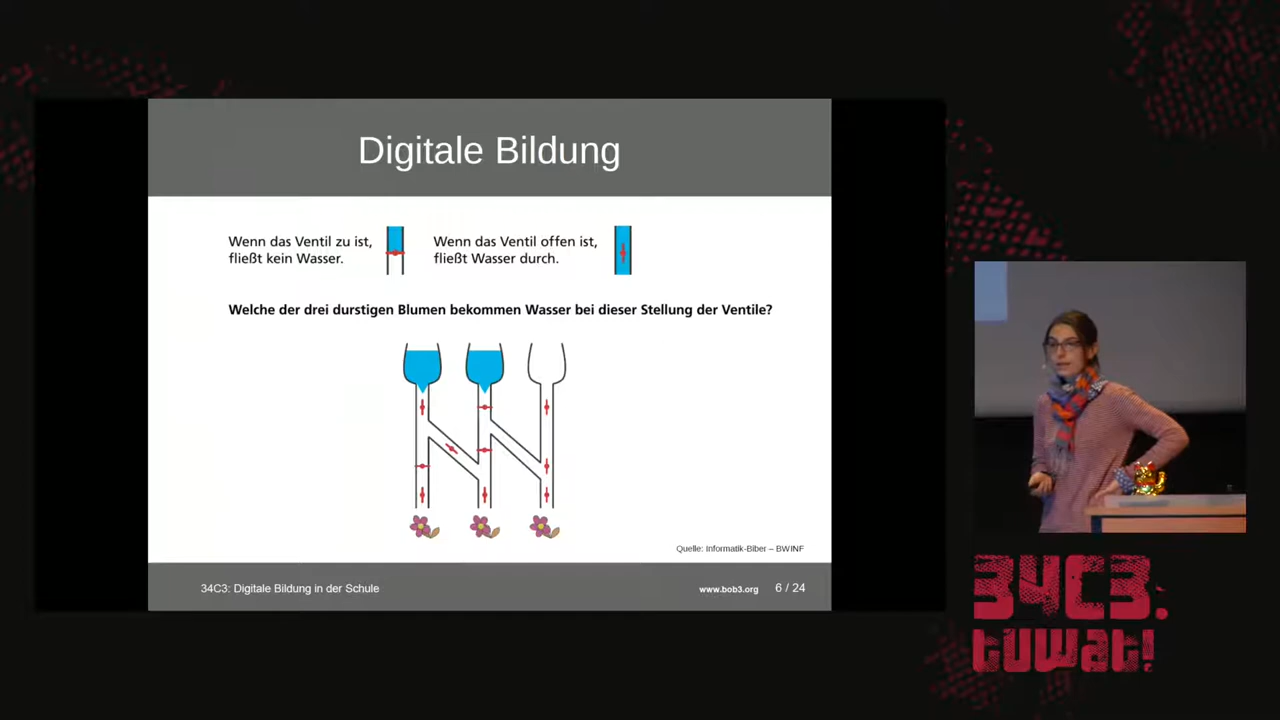 Digitale Bildung
Wenn das Ventil zu ist,
fließt kein Wasser.
Wenn das Ventil offen ist,
fließt Wasser durch.
Welche der drei durstigen Blumen bekommen Wasser bei dieser Stellung der Ventile?
Quelle: Informatik-Biber – BWINF
34C3: Digitale Bildung in der Schule
www.bob3.org
6 / 24
34C3:
tuwat!